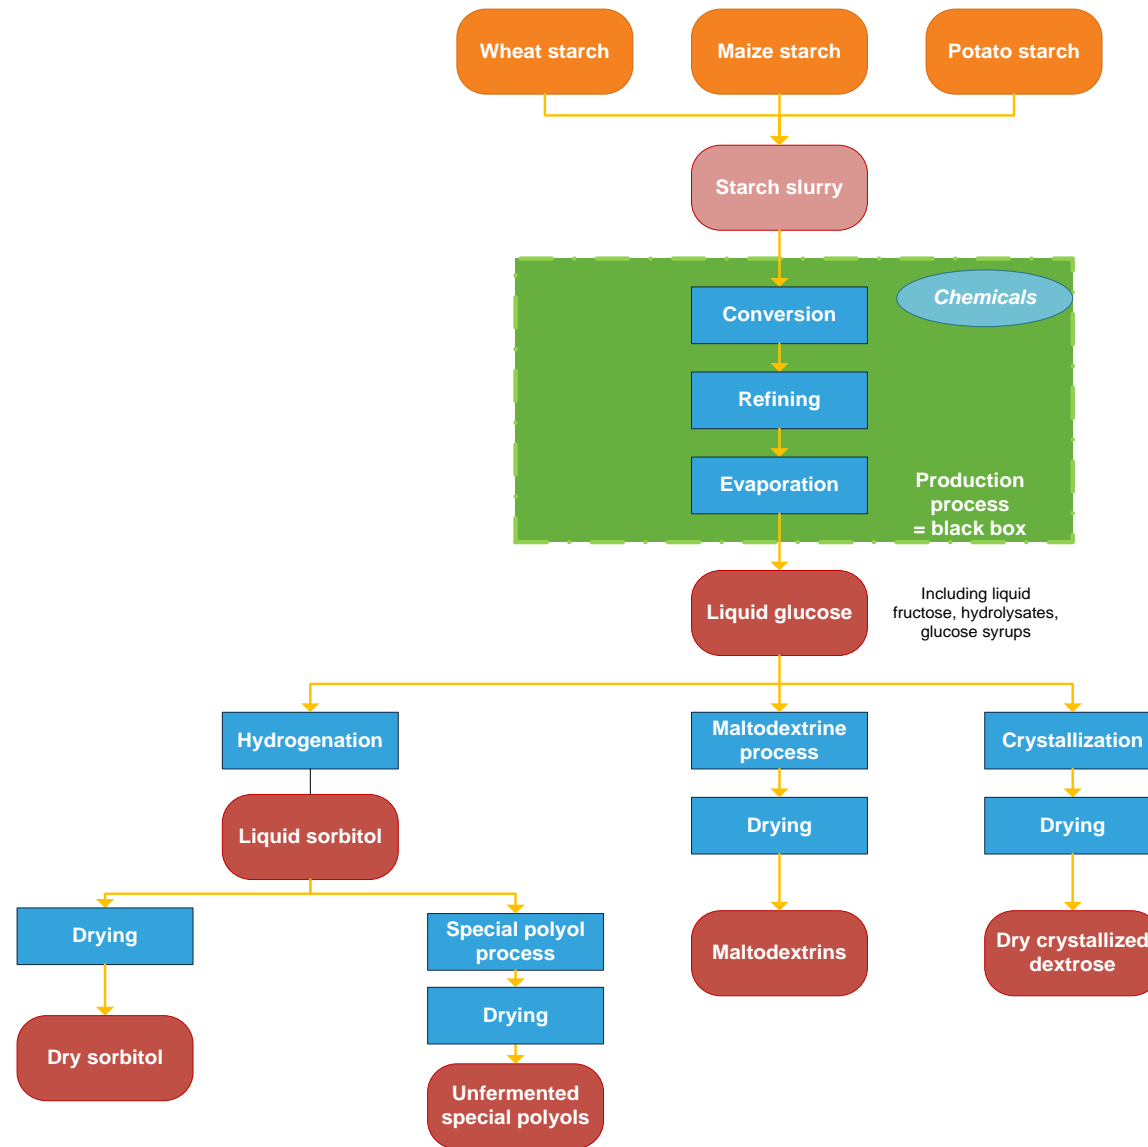 Wheat starch
Maize starch
Potato starch
Starch slurry
Chemicals
Conversion
Refining
Evaporation
Production
process
= black box
Liquid glucose
Including liquid
fructose, hydrolysates,
glucose syrups
Hydrogenation
Maltodextrine
process
Crystallization
Liquid sorbitol
Drying
Drying
Drying
Special polyol
process
Maltodextrins
Dry crystallized
dextrose
Drying
Dry sorbitol
Unfermented
special polyols